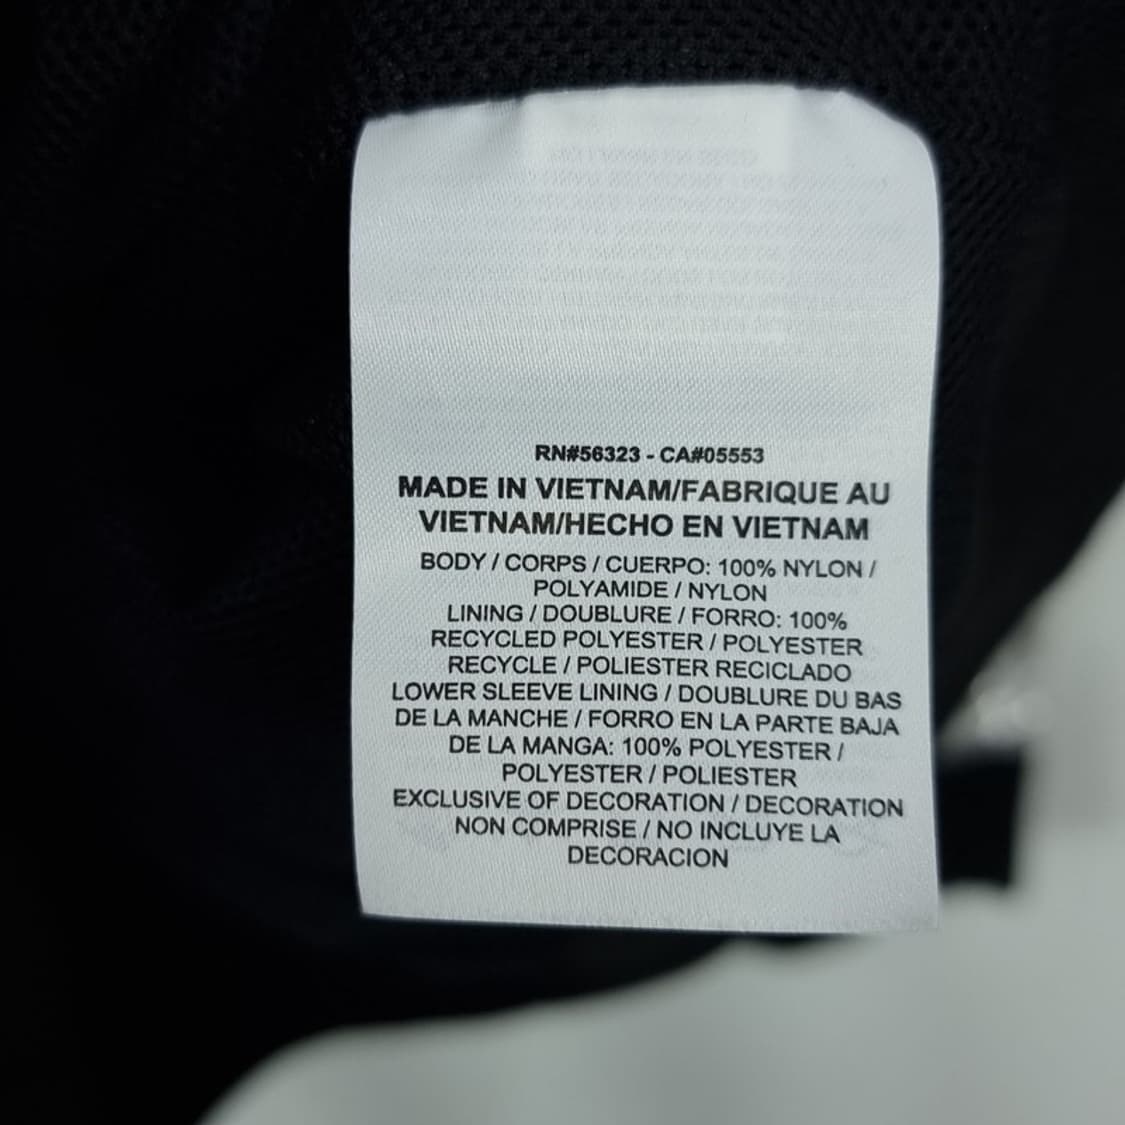 RN#56323 - CA#05553
MADE IN VIETNAM/FABRIQUE AU
VIETNAM/HECHO EN VIETNAM
BODY / CORPS / CUERPO: 100% NYLON /
POLYAMIDE / NYLON
LINING / DOUBLURE / FORRO: 100%
RECYCLED POLYESTER / POLYESTER
RECYCLE / POLIESTER RECICLADO
LOWER SLEEVE LINING / DOUBLURE DU BAS
DE LA MANCHE / FORRO EN LA PARTE BAJA
DE LA MANGA: 100% POLYESTER /
POLYESTER / POLIESTER
EXCLUSIVE OF DECORATION / DECORATION
NON COMPRISE / NO INCLUYE LA
DECORACION